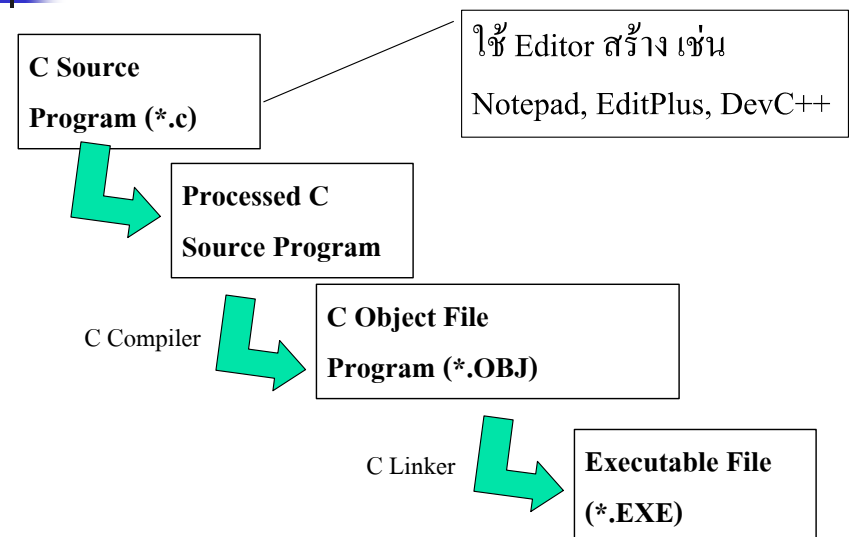 C Source
Program (*.c)
ใช้ Editor สร้าง เช่น
Notepad, EditPlus, DevC++
Processed C
Source Program
C Compiler
C Object File
Program (*.OBJ)
C Linker
Executable File
(*.EXE)